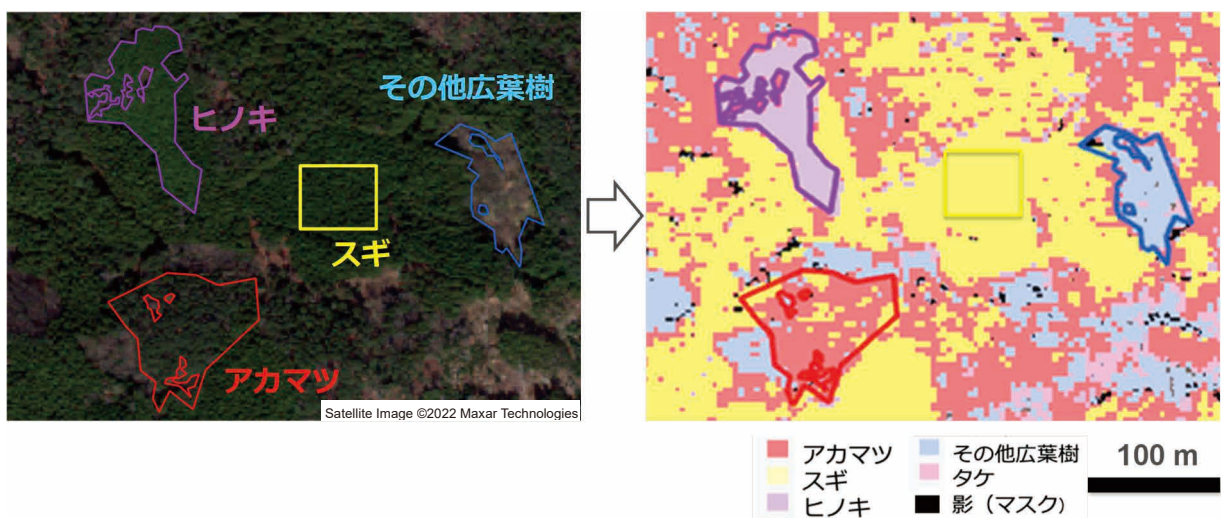 ヒノキ
その他広葉樹
スギ
アカマツ
Satellite Image ©2022 Maxar Technologies
アカマツ
スギ
ヒノキ
その他広葉樹
タケ
影（マスク）
100 m